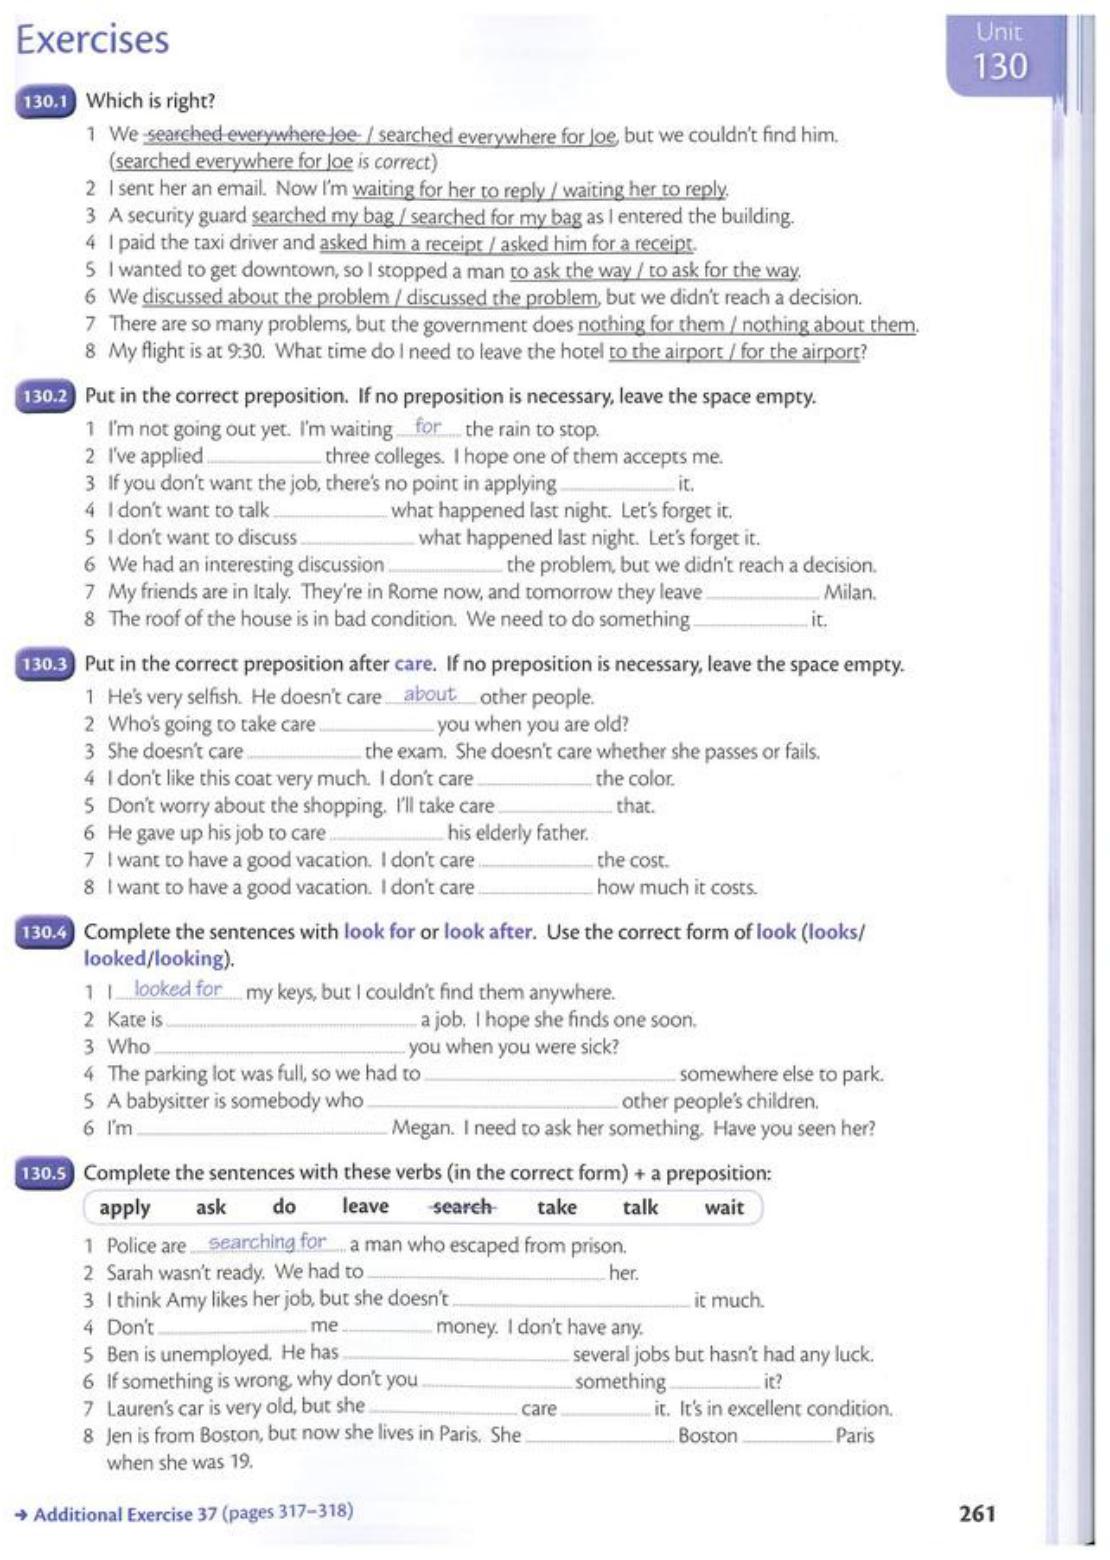 Exercises
Unit
130
130.1 Which is right?
1 We searched everywhere Joe / searched everywhere for Joe, but we couldn't find him.
(searched everywhere for Joe is correct)
2 I sent her an email. Now I'm waiting for her to reply / waiting her to reply.
3 A security guard searched my bag / searched for my bag as I entered the building.
4 I paid the taxi driver and asked him a receipt / asked him for a receipt.
5 I wanted to get downtown, so I stopped a man to ask the way / to ask for the way.
6 We discussed about the problem / discussed the problem, but we didn't reach a decision.
7 There are so many problems, but the government does nothing for them / nothing about them.
8 My flight is at 9:30. What time do I need to leave the hotel to the airport / for the airport?
130.2 Put in the correct preposition. If no preposition is necessary, leave the space empty.
1 I'm not going out yet. I'm waiting for the rain to stop.
2 I've applied ............ three colleges. I hope one of them accepts me.
3 If you don't want the job, there's no point in applying ............ it.
4 I don't want to talk ............ what happened last night. Let's forget it.
5 I don't want to discuss ............ what happened last night. Let's forget it.
6 We had an interesting discussion ............ the problem, but we didn't reach a decision.
7 My friends are in Italy. They're in Rome now, and tomorrow they leave ............ Milan.
8 The roof of the house is in bad condition. We need to do something ............ it.
130.3 Put in the correct preposition after care. If no preposition is necessary, leave the space empty.
1 He's very selfish. He doesn't care about other people.
2 Who's going to take care ............ you when you are old?
3 She doesn't care ............ the exam. She doesn't care whether she passes or fails.
4 I don't like this coat very much. I don't care ............ the color.
5 Don't worry about the shopping. I'll take care ............ that.
6 He gave up his job to care ............ his elderly father.
7 I want to have a good vacation. I don't care ............ the cost.
8 I want to have a good vacation. I don't care ............ how much it costs.
130.4 Complete the sentences with look for or look after. Use the correct form of look (looks/
looked/looking).
1 I looked for my keys, but I couldn't find them anywhere.
2 Kate is ............ a job. I hope she finds one soon.
3 Who ............ you when you were sick?
4 The parking lot was full, so we had to ............ somewhere else to park.
5 A babysitter is somebody who ............ other people's children.
6 I'm ............ Megan. I need to ask her something. Have you seen her?
130.5 Complete the sentences with these verbs (in the correct form) + a preposition:
apply ask do leave search take talk wait
1 Police are searching for a man who escaped from prison.
2 Sarah wasn't ready. We had to ............ her.
3 I think Amy likes her job, but she doesn't ............ it much.
4 Don't ............ me ............ money. I don't have any.
5 Ben is unemployed. He has ............ several jobs but hasn't had any luck.
6 If something is wrong, why don't you ............ something ............ it?
7 Lauren's car is very old, but she ............ care ............ it. It's in excellent condition.
8 Jen is from Boston, but now she lives in Paris. She ............ Boston ............ Paris
when she was 19.
→ Additional Exercise 37 (pages 317–318)
261